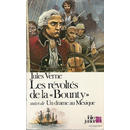 Jules Verne
Les révoltés
de la «Bounty»
suivi de Un drame au Mexique
folio
junior